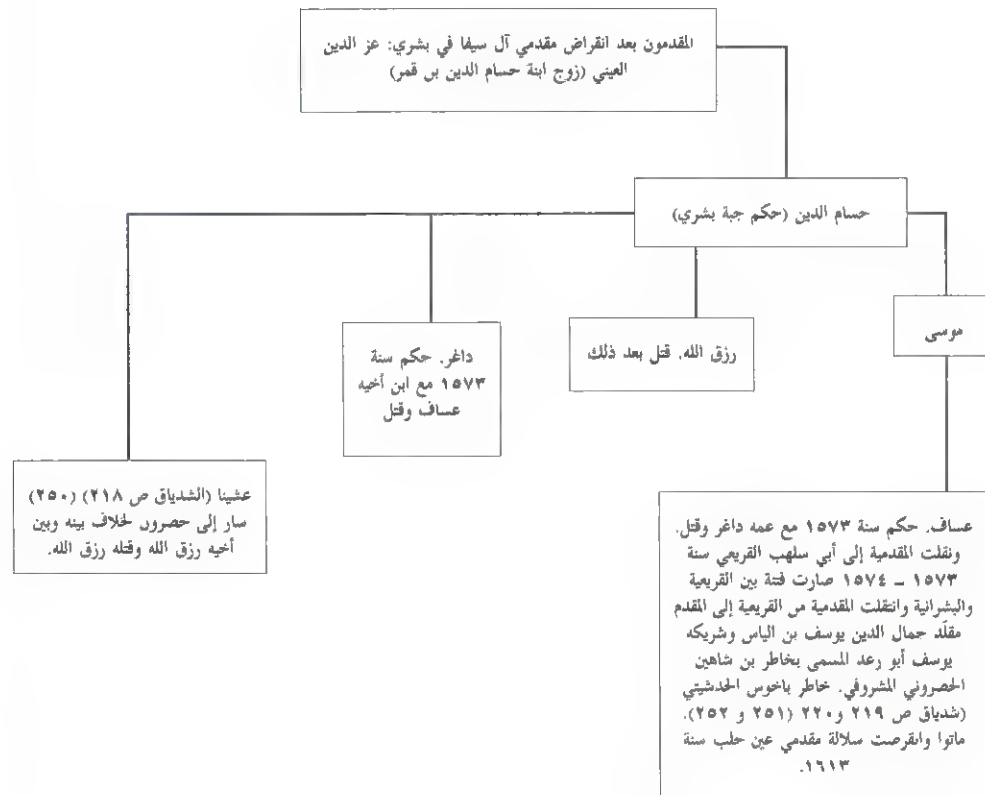 المقدمون بعد انقراض مقدمي آل سيفا في بشري: عز الدين
العيني (زوج ابنة حسام الدين بن قمر)
حسام الدين (حكم جبة بشري)
موسى
رزق الله. قتل بعد ذلك
داغر. حكم سنة
١٥٧٣ مع ابن أخيه
عساف وقتل
عشينا (الشدياق ص ٢١٨) (٢٥٠)
سار إلى حصرون لخلاف بينه وبين
أخيه رزق الله وقتله رزق الله.
عساف. حكم سنة ١٥٧٣ مع عمه داغر وقتل.
ونقلت المقدمية إلى أبي سلهب القريعي سنة
١٥٧٣ – ١٥٧٤ صارت فتنة بين القريعية
والبشرانية وانتقلت المقدمية من القريعية إلى المقدم
مقلّد جمال الدين يوسف بن الياس وشريكه
يوسف أبو رعد المسمى بخاطر بن شاهين
الحصروني المشروفي. خاطر باخوس الحدشيتي
(شدياق ص ٢١٩ و٢٢٠ (٢٥١ و ٢٥٢).
ماتوا وانقرضت سلالة مقدمي عين حلب سنة
١٦١٣.